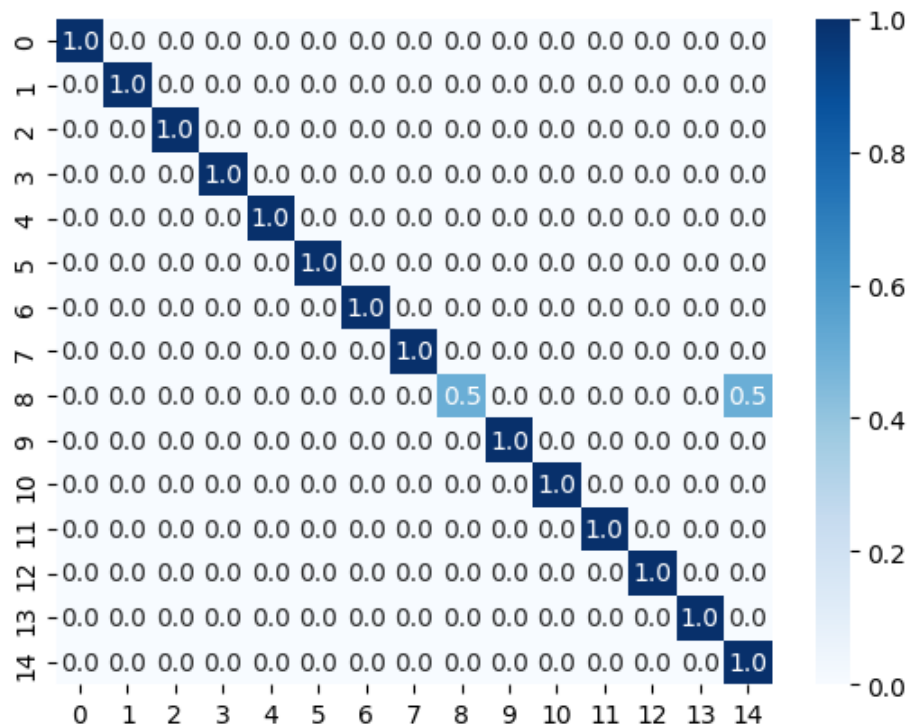 0 1.0 0.0 0.0 0.0 0.0 0.0 0.0 0.0 0.0 0.0 0.0 0.0 0.0 0.0 0.0
1 0.0 1.0 0.0 0.0 0.0 0.0 0.0 0.0 0.0 0.0 0.0 0.0 0.0 0.0 0.0
2 0.0 0.0 1.0 0.0 0.0 0.0 0.0 0.0 0.0 0.0 0.0 0.0 0.0 0.0 0.0
3 0.0 0.0 0.0 1.0 0.0 0.0 0.0 0.0 0.0 0.0 0.0 0.0 0.0 0.0 0.0
4 0.0 0.0 0.0 0.0 1.0 0.0 0.0 0.0 0.0 0.0 0.0 0.0 0.0 0.0 0.0
5 0.0 0.0 0.0 0.0 0.0 1.0 0.0 0.0 0.0 0.0 0.0 0.0 0.0 0.0 0.0
6 0.0 0.0 0.0 0.0 0.0 0.0 1.0 0.0 0.0 0.0 0.0 0.0 0.0 0.0 0.0
7 0.0 0.0 0.0 0.0 0.0 0.0 0.0 1.0 0.0 0.0 0.0 0.0 0.0 0.0 0.0
8 0.0 0.0 0.0 0.0 0.0 0.0 0.0 0.0 0.5 0.0 0.0 0.0 0.0 0.0 0.5
9 0.0 0.0 0.0 0.0 0.0 0.0 0.0 0.0 0.0 1.0 0.0 0.0 0.0 0.0 0.0
10 0.0 0.0 0.0 0.0 0.0 0.0 0.0 0.0 0.0 0.0 1.0 0.0 0.0 0.0 0.0
11 0.0 0.0 0.0 0.0 0.0 0.0 0.0 0.0 0.0 0.0 0.0 1.0 0.0 0.0 0.0
12 0.0 0.0 0.0 0.0 0.0 0.0 0.0 0.0 0.0 0.0 0.0 0.0 1.0 0.0 0.0
13 0.0 0.0 0.0 0.0 0.0 0.0 0.0 0.0 0.0 0.0 0.0 0.0 0.0 1.0 0.0
14 0.0 0.0 0.0 0.0 0.0 0.0 0.0 0.0 0.0 0.0 0.0 0.0 0.0 0.0 1.0
0 1 2 3 4 5 6 7 8 9 10 11 12 13 14
1.0
0.8
0.6
0.4
0.2
0.0